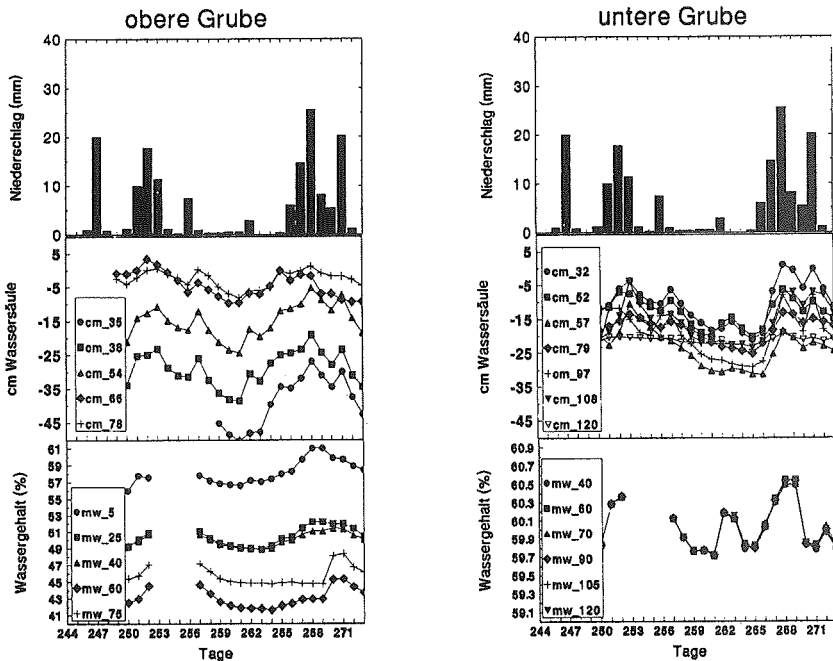 obere Grube
40
30
20
10
0
Niederschlag (mm)
5
-5
-15
-25
-35
-45
cm Wassersäule
cm_35
cm_38
cm_54
cm_66
cm_78
61
59
57
55
53
51
49
47
45
43
41
Wassergehalt (%)
mw_5
mw_25
mw_40
mw_60
mw_75
244 247 250 253 256 259 262 265 268 271
Tage
untere Grube
40
30
20
10
0
Niederschlag (mm)
5
-5
-15
-25
-35
-45
cm Wassersäule
cm_32
cm_52
cm_57
cm_79
cm_97
cm_108
cm_120
60.9
60.7
60.5
60.3
60.1
59.9
59.7
59.5
59.3
59.1
Wassergehalt (%)
mw_40
mw_60
mw_70
mw_90
mw_105
mw_120
244 247 250 253 256 259 262 265 268 271
Tage